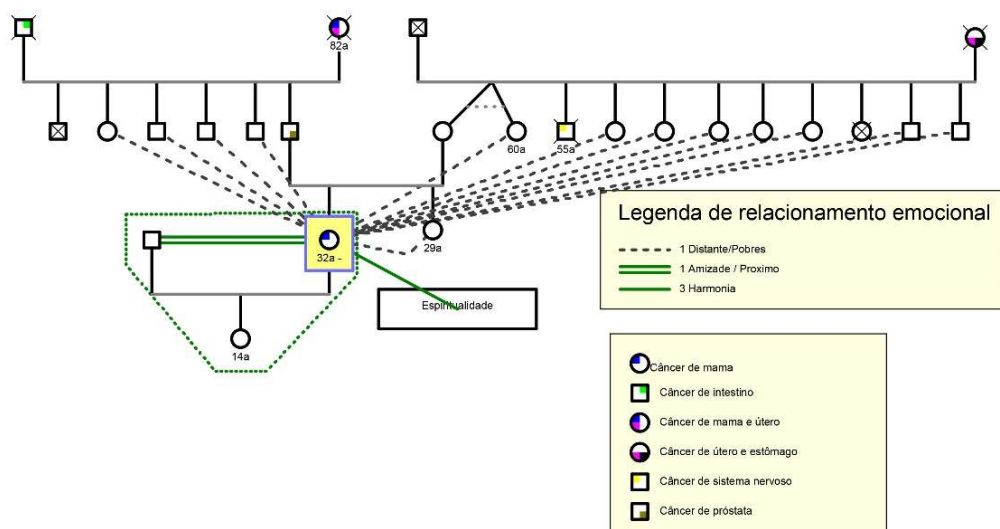 82a
60a
55a
32a -
29a
14a
Espiritualidade
Legenda de relacionamento emocional
1 Distante/Pobres
1 Amizade / Proximo
3 Harmonia
Câncer de mama
Câncer de intestino
Câncer de mama e útero
Câncer de útero e estômago
Câncer de sistema nervoso
Câncer de próstata